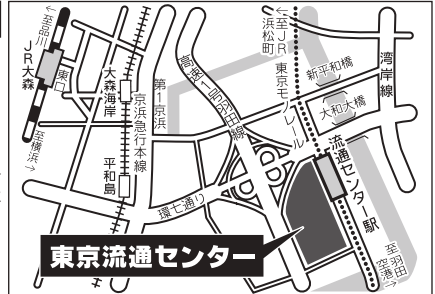 ←至品川
JR大森
東口
至横浜→
大森海岸
京浜急行本線
平和島
第1京浜
高速1号羽田線
環七通り
←至JR浜松町
東京モノレール
新平和橋
大和大橋
湾岸線
流通センター駅
至羽田空港→
東京流通センター